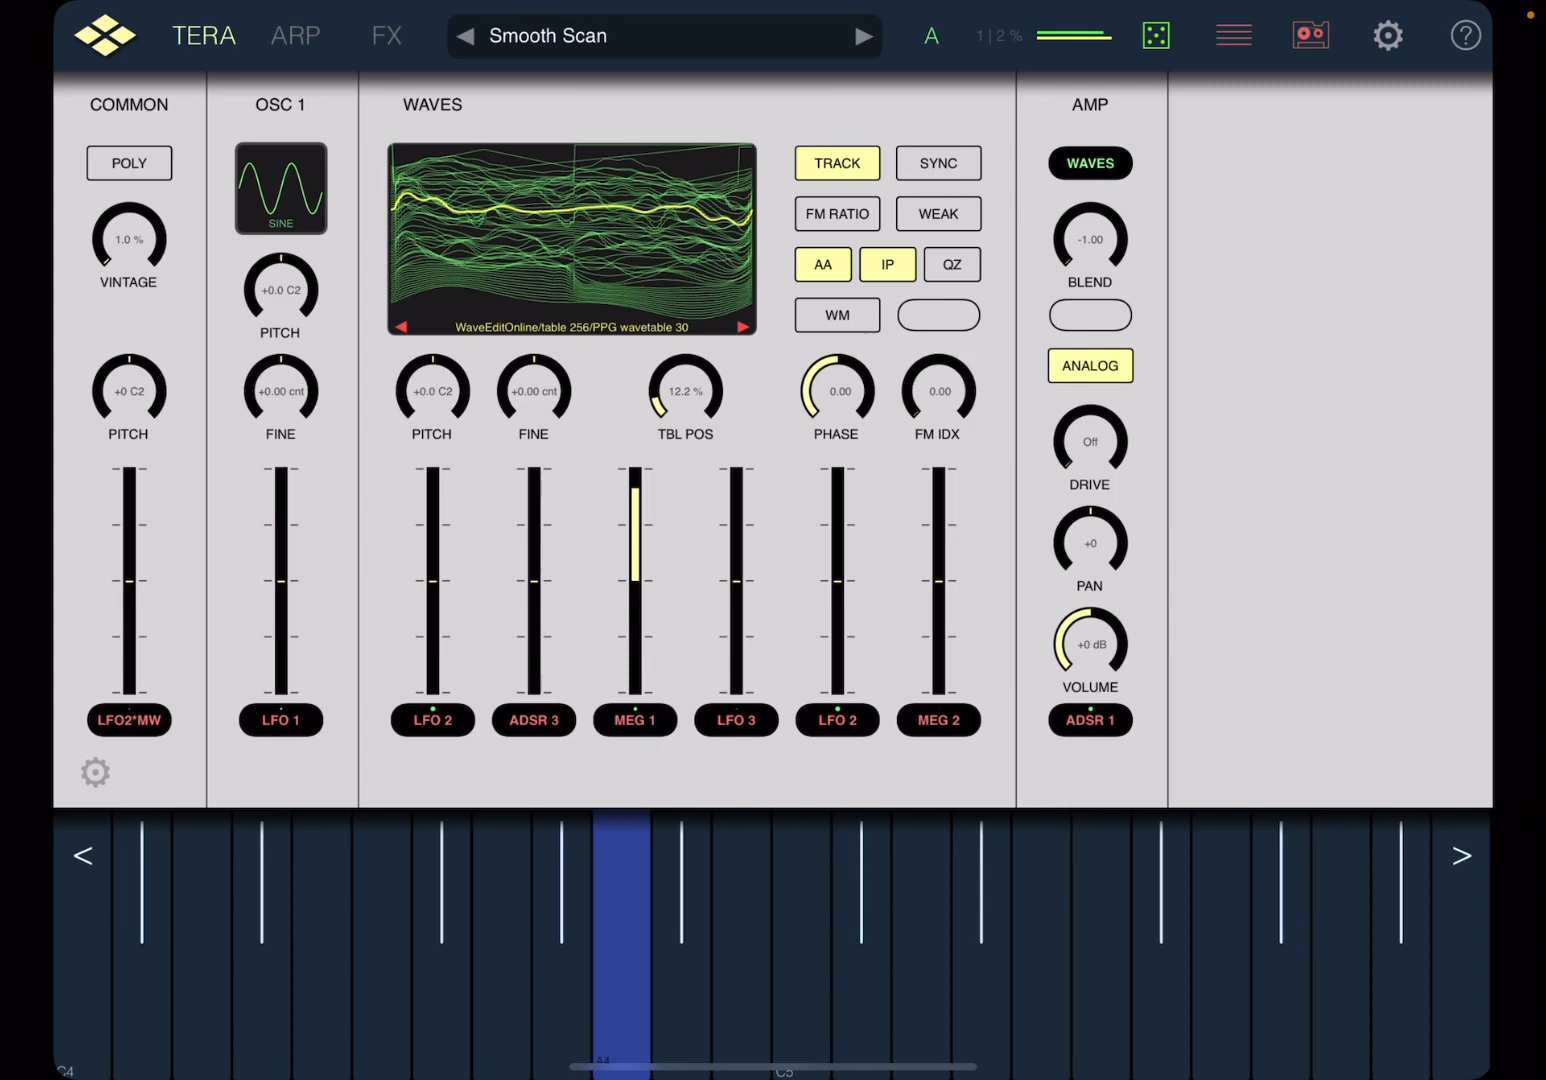 TERA ARP FX Smooth Scan A 1 | 2 % ?
COMMON OSC 1 WAVES AMP
POLY TRACK SYNC WAVES
FM RATIO WEAK
SINE
1.0 % -1.00
AA IP QZ
VINTAGE +0.0 C2 BLEND
WM
WaveEditOnline/table 256/PPG wavetable 30
PITCH
ANALOG
+0 C2 +0.00 cnt +0.0 C2 +0.00 cnt 12.2 % 0.00 0.00
PITCH FINE PITCH FINE TBL POS PHASE FM IDX
Off
DRIVE
+0
PAN
+0 dB
VOLUME
LFO2*MW LFO 1 LFO 2 ADSR 3 MEG 1 LFO 3 LFO 2 MEG 2 ADSR 1
< >
C4 A4 C5